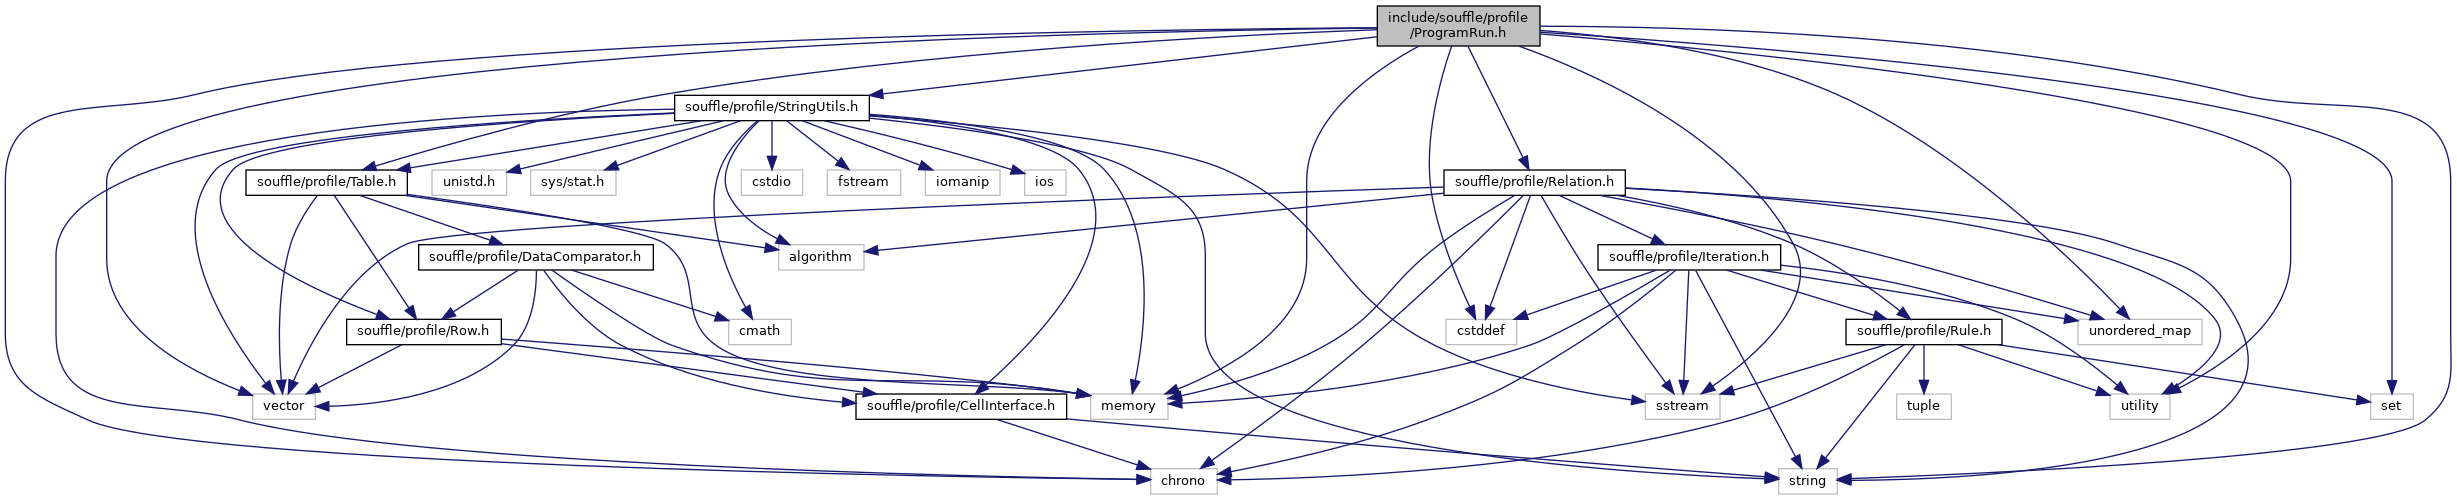 include/souffle/profile
/ProgramRun.h
souffle/profile/StringUtils.h
souffle/profile/Table.h
unistd.h
sys/stat.h
cstdio
fstream
iomanip
ios
souffle/profile/Relation.h
souffle/profile/DataComparator.h
algorithm
souffle/profile/Iteration.h
souffle/profile/Row.h
cmath
cstddef
souffle/profile/Rule.h
unordered_map
vector
souffle/profile/CellInterface.h
memory
sstream
tuple
utility
set
chrono
string